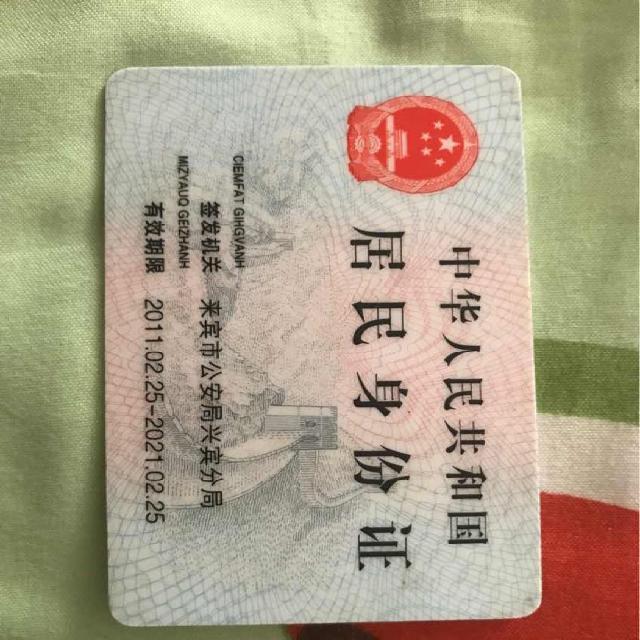 中华人民共和国
居民身份证
CIEMFAT GIHGVANH
签发机关 来宾市公安局兴宾分局
MIZYAUQ GEIZHANH
有效期限 2011.02.25-2021.02.25